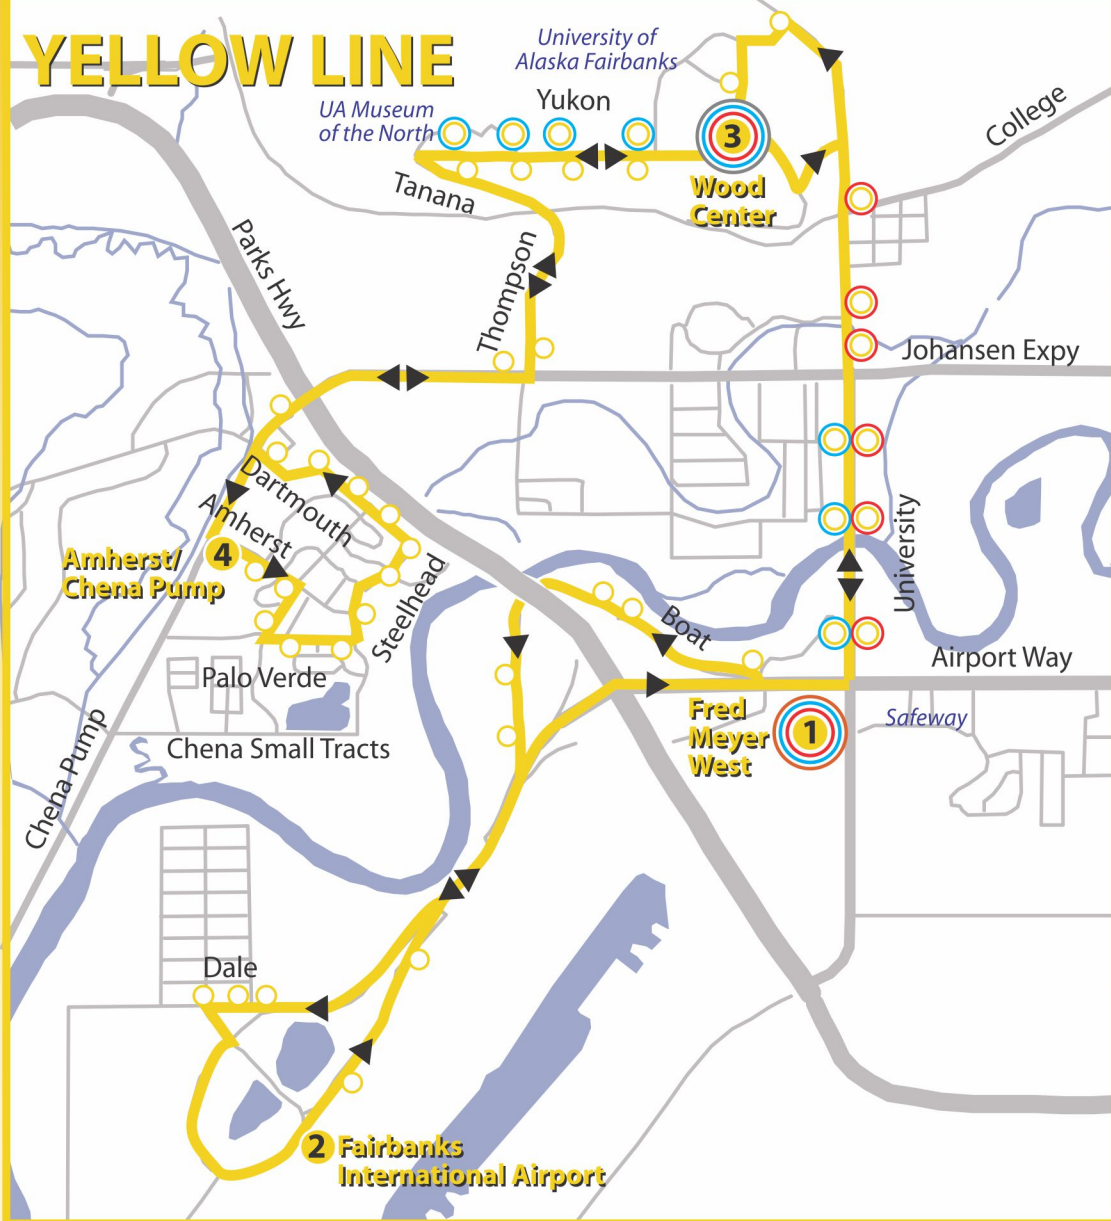 YELLOW LINE
University of
Alaska Fairbanks
UA Museum
of the North
Yukon
College
3
Wood
Center
Tanana
Parks Hwy
Thompson
Johansen Expy
Dartmouth
Amherst
4
Amherst/
Chena Pump
University
Steelhead
Boat
Airport Way
Palo Verde
Fred
Meyer
West
1
Safeway
Chena Small Tracts
Chena Pump
Dale
2
Fairbanks
International Airport